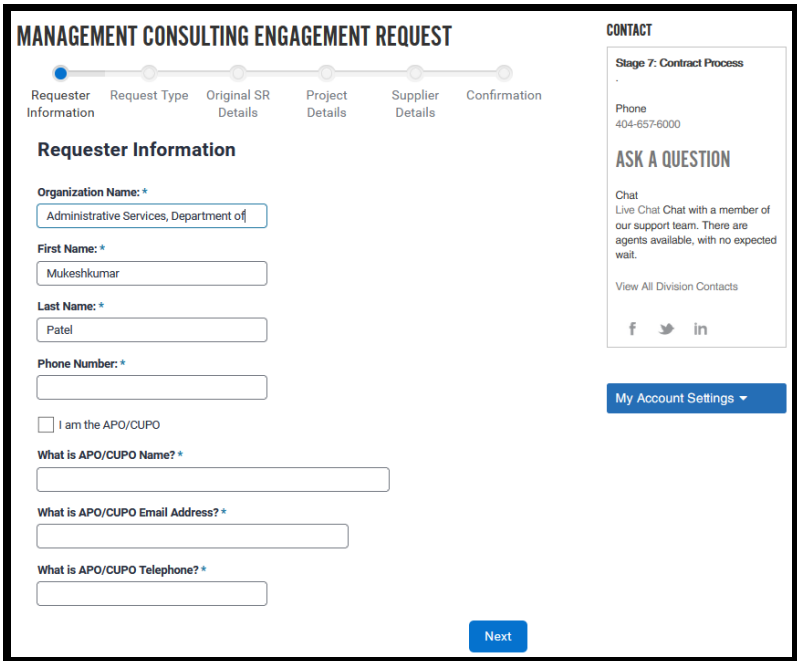 MANAGEMENT CONSULTING ENGAGEMENT REQUEST
Requester Information
Request Type
Original SR Details
Project Details
Supplier Details
Confirmation
Requester Information
Organization Name: *
Administrative Services, Department of
First Name: *
Mukeshkumar
Last Name: *
Patel
Phone Number: *
I am the APO/CUPO
What is APO/CUPO Name? *
What is APO/CUPO Email Address? *
What is APO/CUPO Telephone? *
Next
CONTACT
Stage 7: Contract Process
.
Phone
404-657-6000
ASK A QUESTION
Chat
Live Chat Chat with a member of
our support team. There are
agents available, with no expected
wait.
View All Division Contacts
f
in
My Account Settings